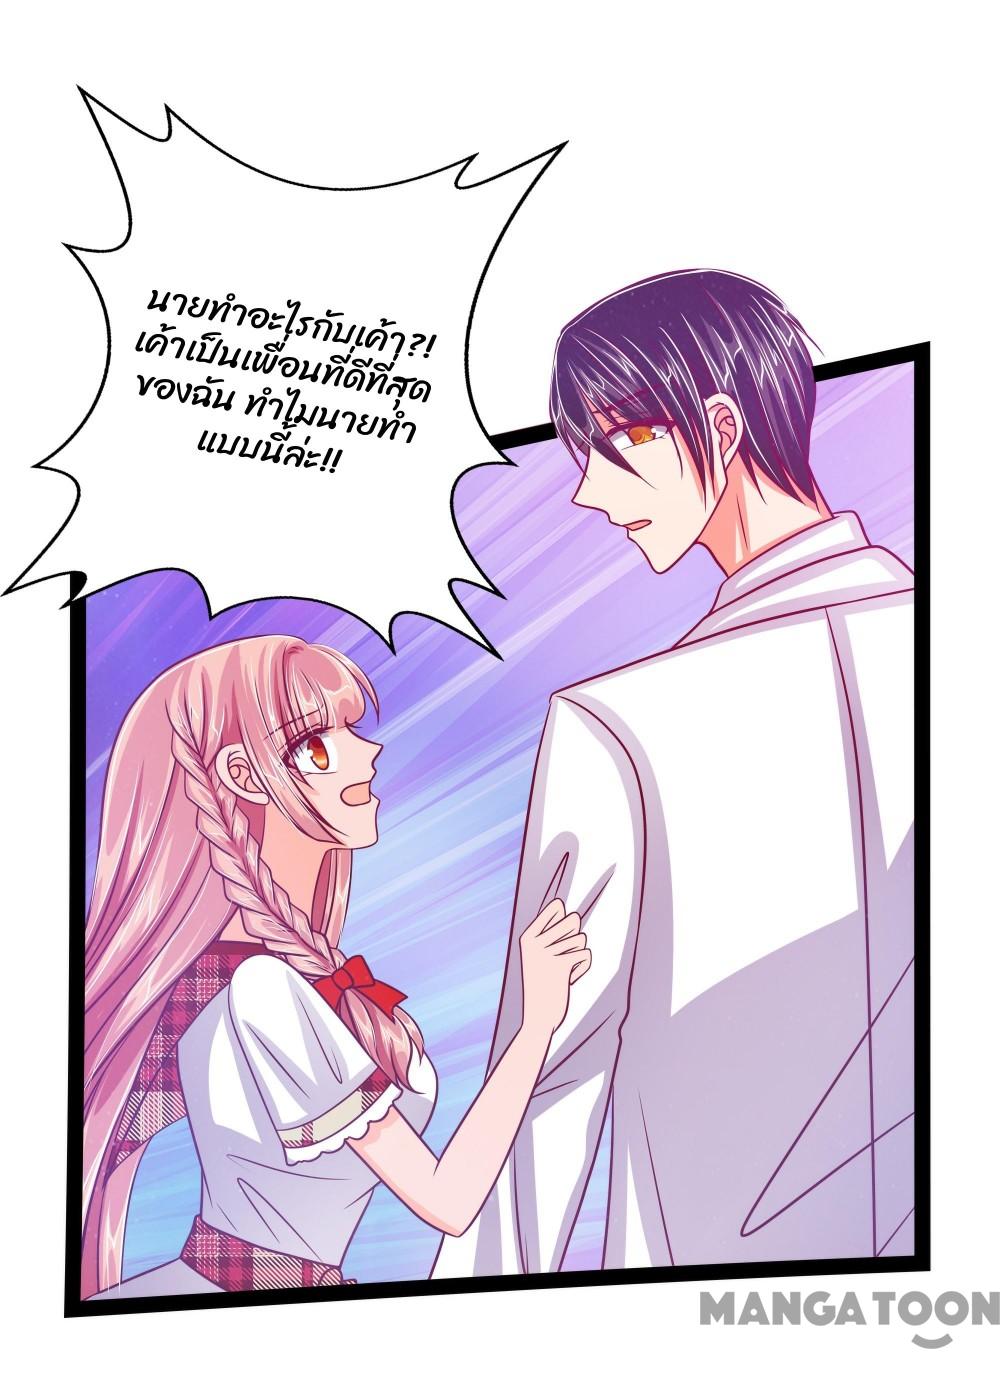 นายทำอะไรกับเค้า?!
เค้าเป็นเพื่อนที่ดีที่สุด
ของฉัน ทำไมนายทำ
แบบนี้ล่ะ!!
MANGATOON